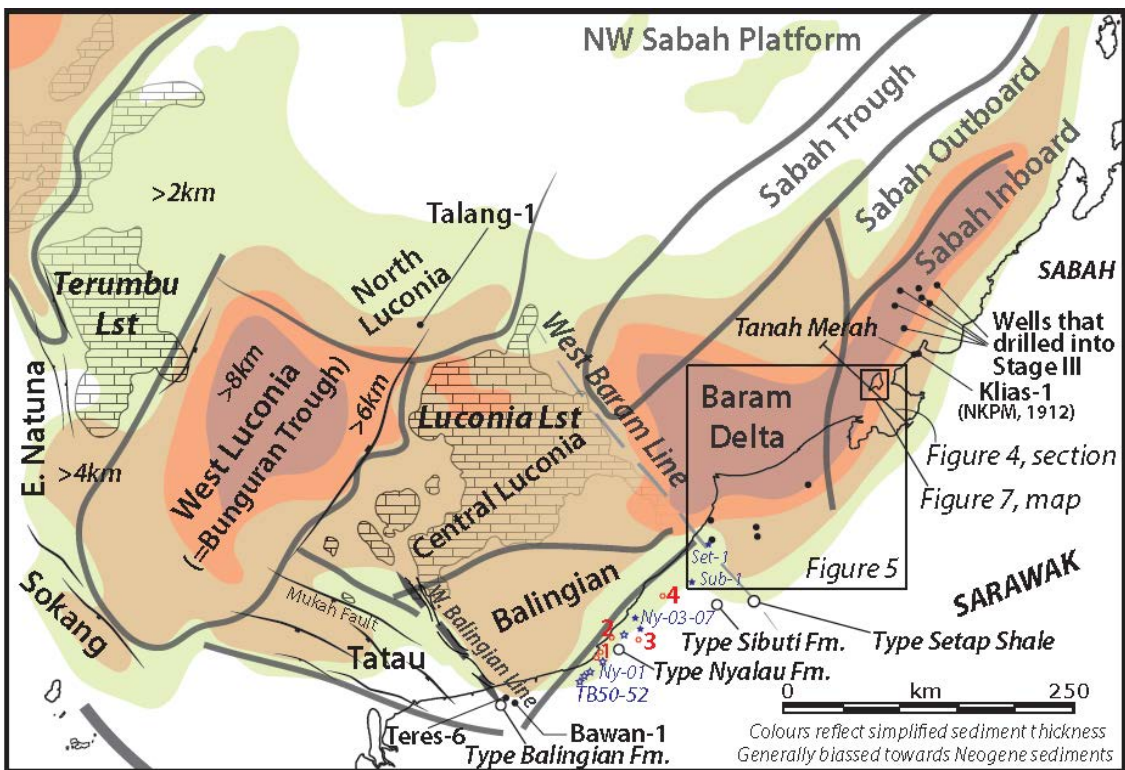 NW Sabah Platform
Sabah Trough
Sabah Outboard
Sabah Inboard
SABAH
>2km
Talang-1
North
Luconia
Terumbu
Lst
Tanah Merah
Wells that
drilled into
Stage III
Klias-1
(NKPM, 1912)
>8km
West Luconia
(=Bunguran Trough)
>6km
Luconia Lst
Central Luconia
West Baram Line
Baram
Delta
E. Natuna
>4km
Figure 4, section
Figure 7, map
Figure 5
SARAWAK
Set-1
Sub-1
Sokang
Mukah Fault
Tatau
W. Balingian Line
Balingian
4
Ny-03-07
2
3
1
Ny-01
TB50-52
Type Sibuti Fm.
Type Setap Shale
Type Nyalau Fm.
Teres-6
Bawan-1
Type Balingian Fm.
0
km
250
Colours reflect simplified sediment thickness
Generally biassed towards Neogene sediments